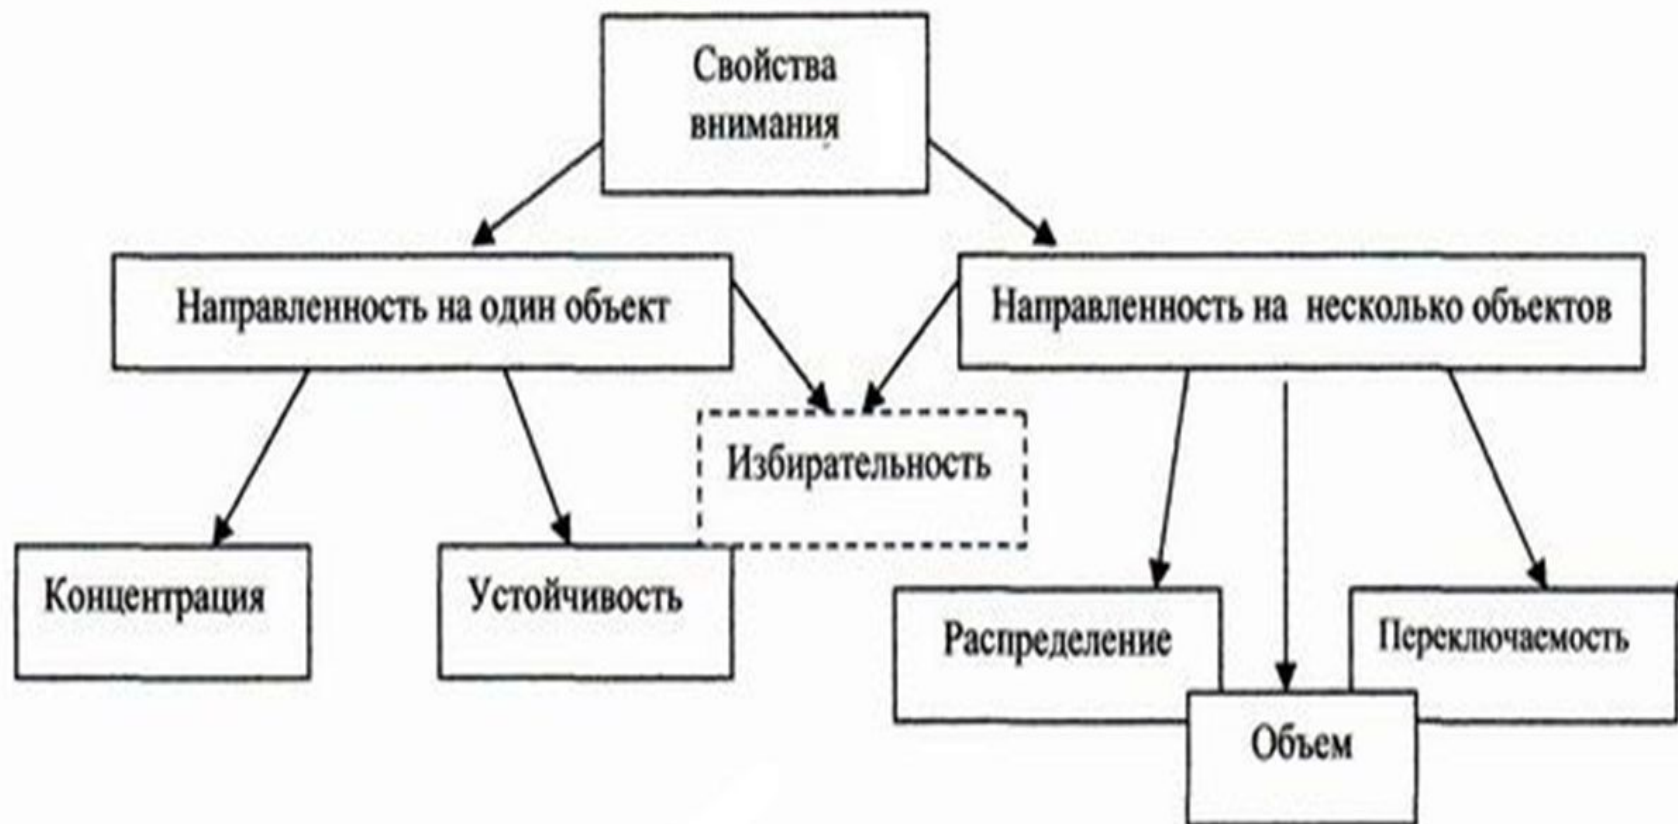 Свойства
внимания
Направленность на один объект
Направленность на несколько объектов
Избирательность
Концентрация
Устойчивость
Распределение
Переключаемость
Объем